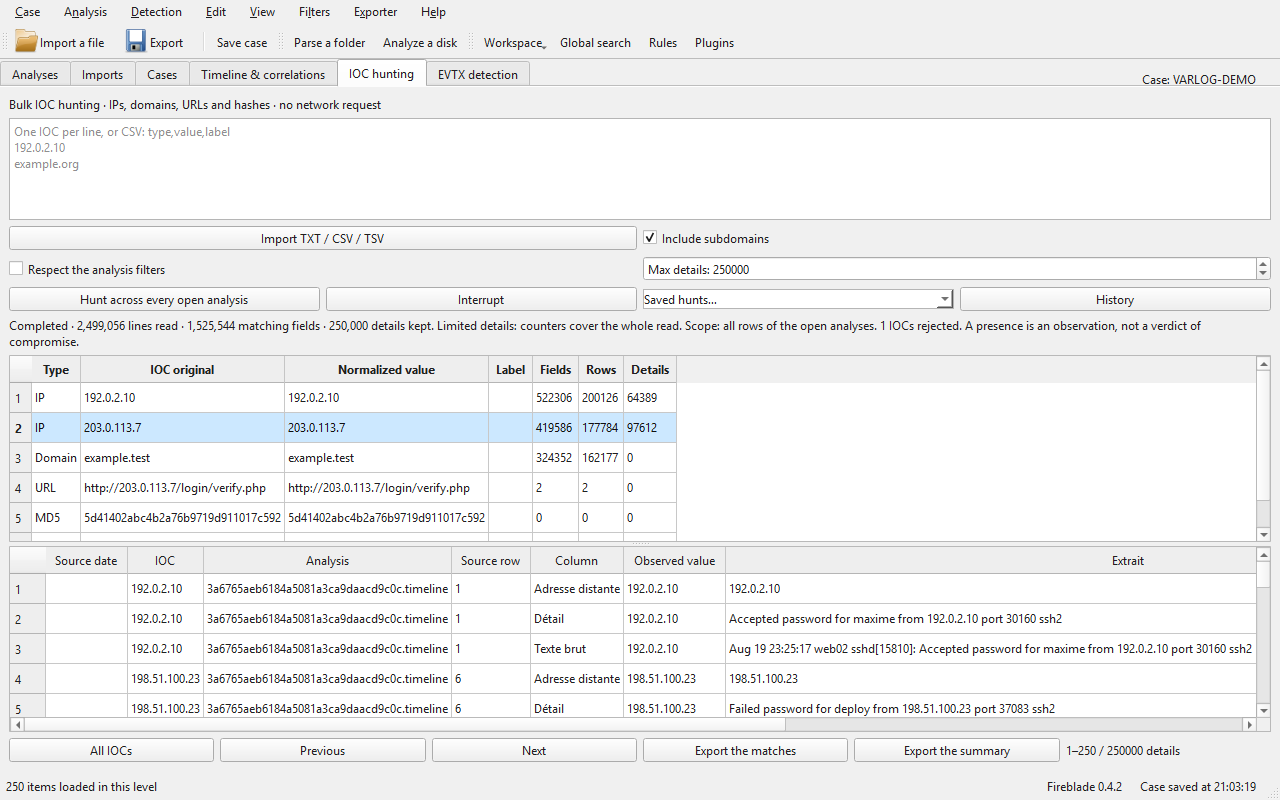 Case Analysis Detection Edit View Filters Exporter Help
Import a file Export Save case Parse a folder Analyze a disk Workspace Global search Rules Plugins
Analyses Imports Cases Timeline & correlations IOC hunting EVTX detection Case: VARLOG-DEMO
Bulk IOC hunting · IPs, domains, URLs and hashes · no network request
One IOC per line, or CSV: type,value,label
192.0.2.10
example.org
Import TXT / CSV / TSV Include subdomains
Respect the analysis filters Max details: 250000
Hunt across every open analysis Interrupt Saved hunts... History
Completed · 2,499,056 lines read · 1,525,544 matching fields · 250,000 details kept. Limited details: counters cover the whole read. Scope: all rows of the open analyses. 1 IOCs rejected. A presence is an observation, not a verdict of
compromise.
Type IOC original Normalized value Label Fields Rows Details
1 IP 192.0.2.10 192.0.2.10 522306 200126 64389
2 IP 203.0.113.7 203.0.113.7 419586 177784 97612
3 Domain example.test example.test 324352 162177 0
4 URL http://203.0.113.7/login/verify.php http://203.0.113.7/login/verify.php 2 2 0
5 MD5 5d41402abc4b2a76b9719d911017c592 5d41402abc4b2a76b9719d911017c592 0 0 0
Source date IOC Analysis Source row Column Observed value Extrait
1 192.0.2.10 3a6765aeb6184a5081a3ca9daacd9c0c.timeline 1 Adresse distante 192.0.2.10 192.0.2.10
2 192.0.2.10 3a6765aeb6184a5081a3ca9daacd9c0c.timeline 1 Détail 192.0.2.10 Accepted password for maxime from 192.0.2.10 port 30160 ssh2
3 192.0.2.10 3a6765aeb6184a5081a3ca9daacd9c0c.timeline 1 Texte brut 192.0.2.10 Aug 19 23:25:17 web02 sshd[15810]: Accepted password for maxime from 192.0.2.10 port 30160 ssh2
4 198.51.100.23 3a6765aeb6184a5081a3ca9daacd9c0c.timeline 6 Adresse distante 198.51.100.23 198.51.100.23
5 198.51.100.23 3a6765aeb6184a5081a3ca9daacd9c0c.timeline 6 Détail 198.51.100.23 Failed password for deploy from 198.51.100.23 port 37083 ssh2
All IOCs Previous Next Export the matches Export the summary 1–250 / 250000 details
250 items loaded in this level Fireblade 0.4.2 Case saved at 21:03:19